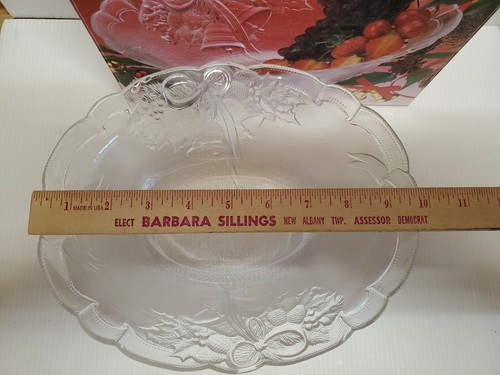 1 MADE IN USA 2 3 4 5 6 7 8 9 10 11
ELECT BARBARA SILLINGS NEW ALBANY TWP. ASSESSOR DEMOCRAT